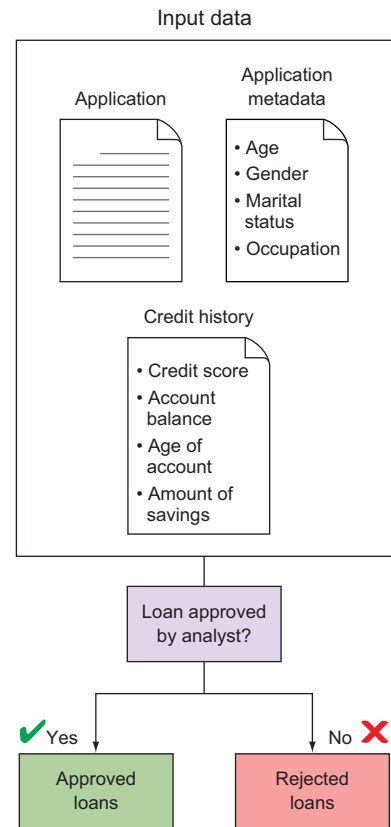 Input data
Application
Application
metadata
• Age
• Gender
• Marital
status
• Occupation
Credit history
• Credit score
• Account
balance
• Age of
account
• Amount of
savings
Loan approved
by analyst?
Yes
No
Approved
loans
Rejected
loans